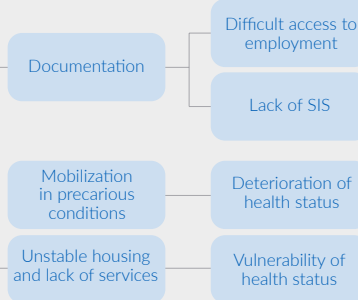 Difficult access to
employment
Documentation
Lack of SIS
Mobilization
in precarious
conditions
Deterioration of
health status
Unstable housing
and lack of services
Vulnerability of
health status